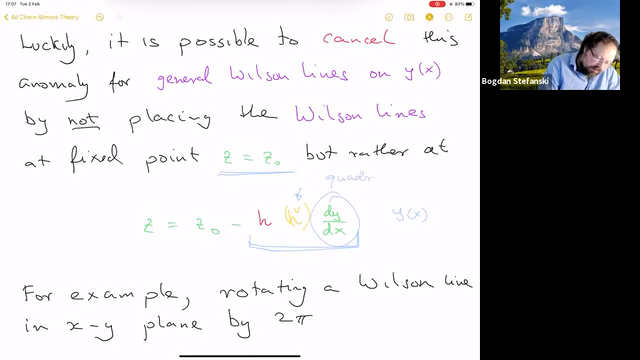 17:07 Tue 2 Feb
82%
4d Chern-Simons Theory
Luckily, it is possible to cancel this
anomaly for general Wilson lines on y(x)
by not placing the Wilson lines
at fixed point z = z₀ but rather at
z = z₀ - ħ (h^∨) dy/dx y(x)
For example, rotating a Wilson line
in x-y plane by 2π
Bogdan Stefanski